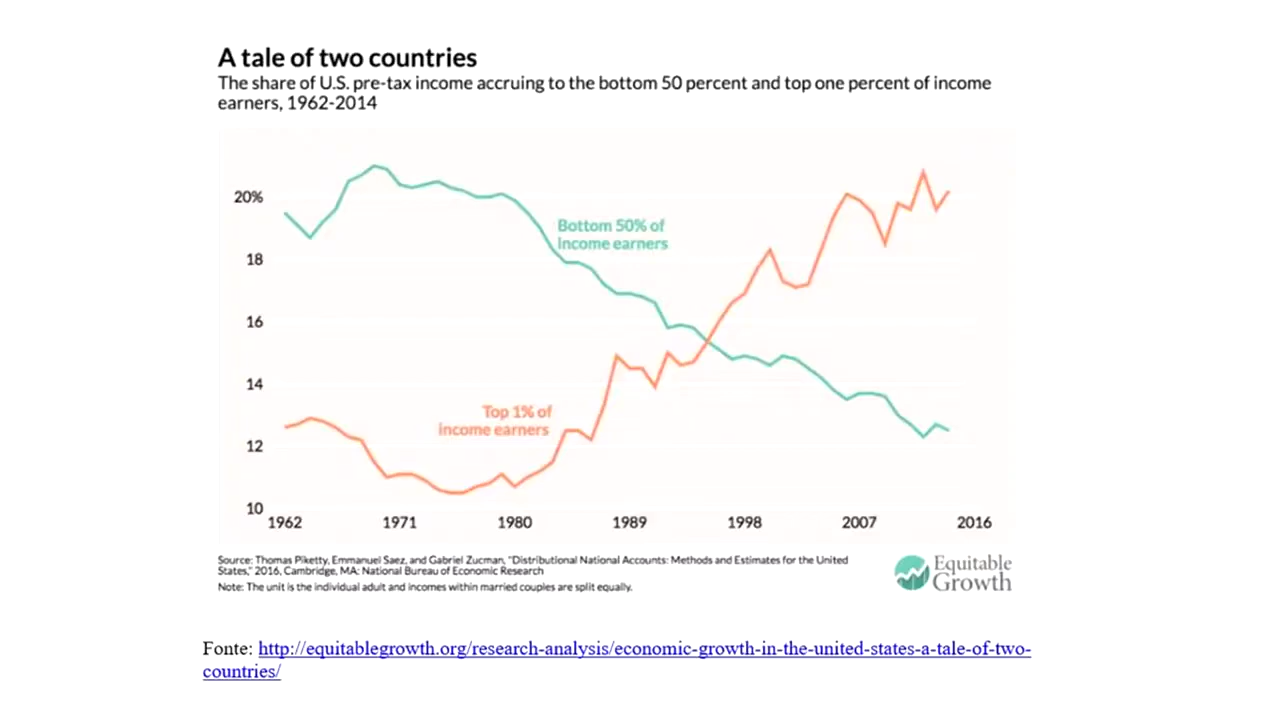 A tale of two countries
The share of U.S. pre-tax income accruing to the bottom 50 percent and top one percent of income
earners, 1962-2014
20%
18
16
14
12
10
Bottom 50% of
income earners
Top 1% of
income earners
1962 1971 1980 1989 1998 2007 2016
Source: Thomas Piketty, Emmanuel Saez, and Gabriel Zucman, "Distributional National Accounts: Methods and Estimates for the United
States," 2016, Cambridge, MA: National Bureau of Economic Research
Note: The unit is the individual adult and incomes within married couples are split equally.
Equitable
Growth
Fonte: http://equitablegrowth.org/research-analysis/economic-growth-in-the-united-states-a-tale-of-two-
countries/